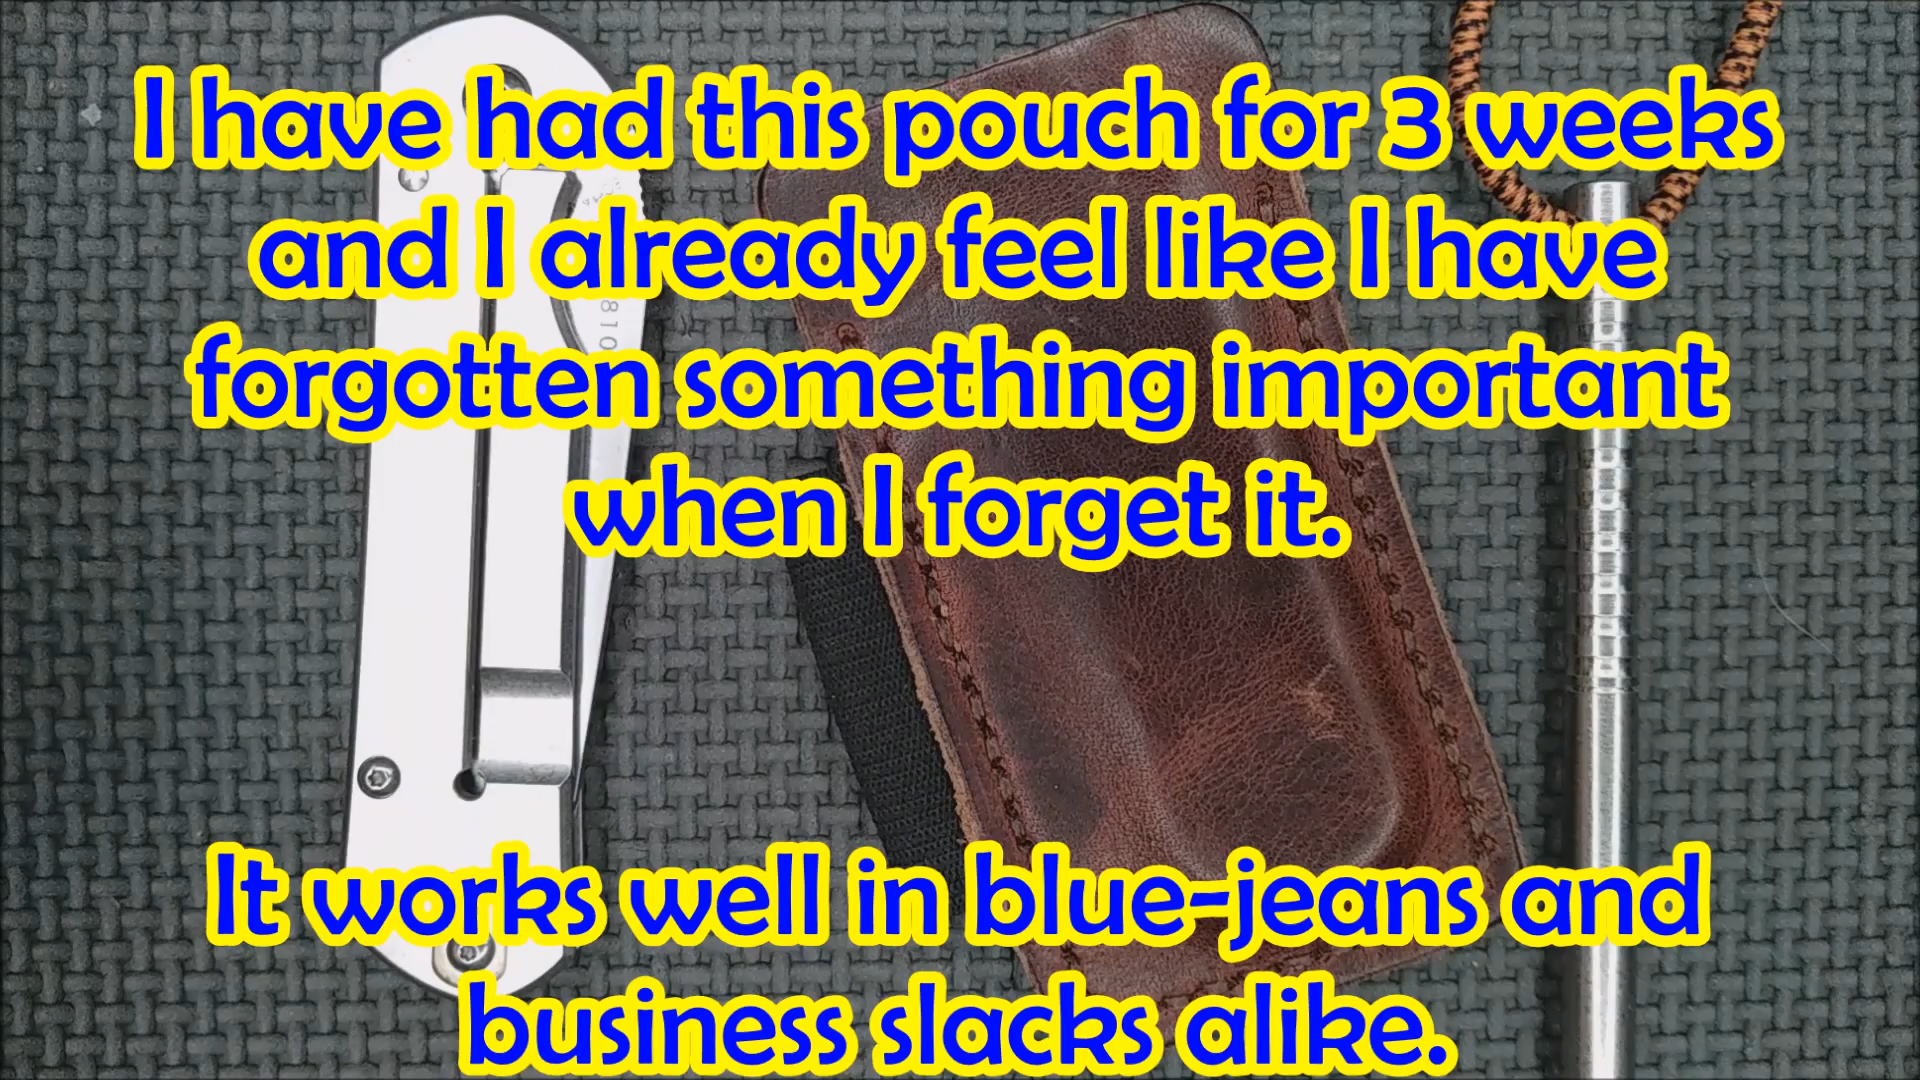 I have had this pouch for 3 weeks
and I already feel like I have
forgotten something important
when I forget it.
It works well in blue-jeans and
business slacks alike.
810